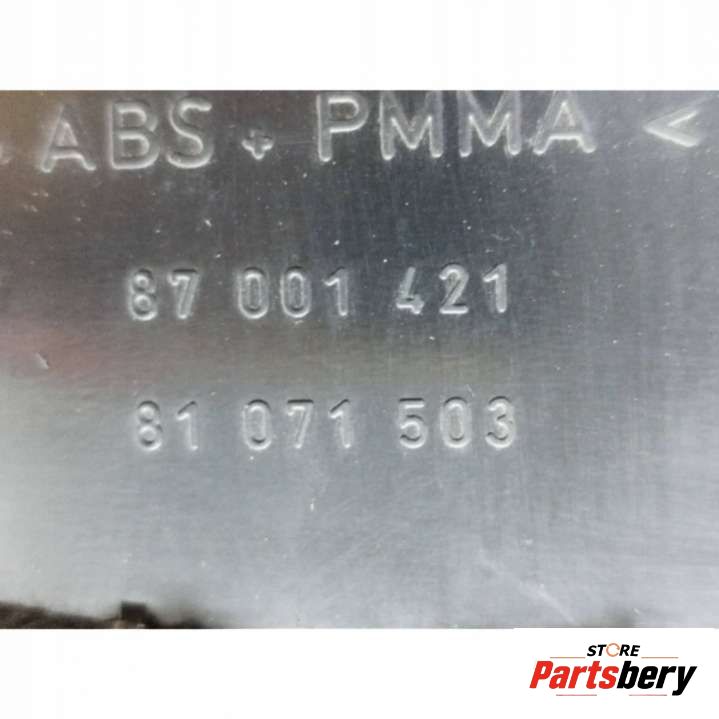 ABS + PMMA <
87 001 421
81 071 503
STORE
Partsbery